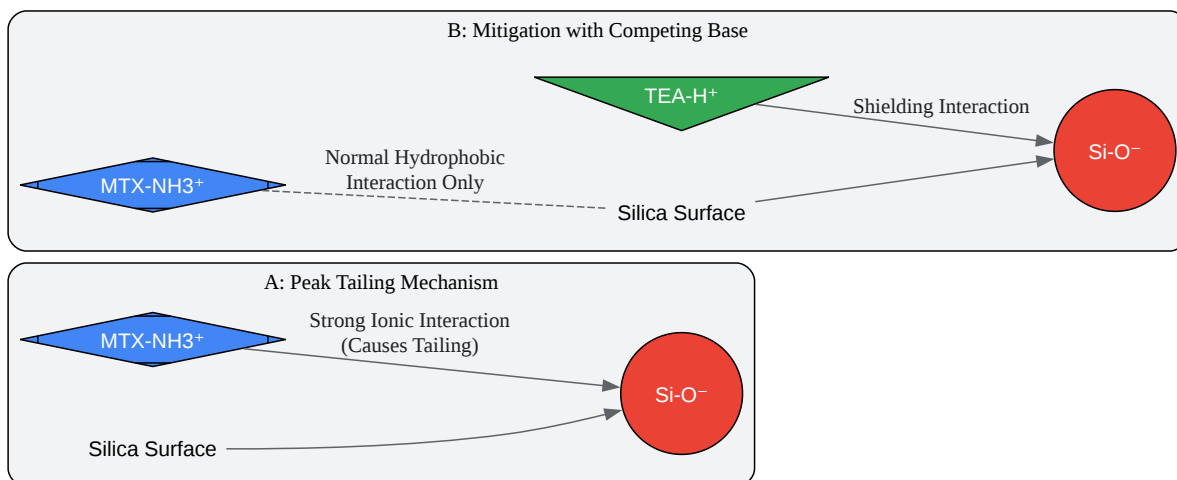 B: Mitigation with Competing Base
TEA-H⁺
Shielding Interaction
Si-O⁻
Normal Hydrophobic
Interaction Only
MTX-NH3⁺
Silica Surface
A: Peak Tailing Mechanism
MTX-NH3⁺
Strong Ionic Interaction
(Causes Tailing)
Si-O⁻
Silica Surface